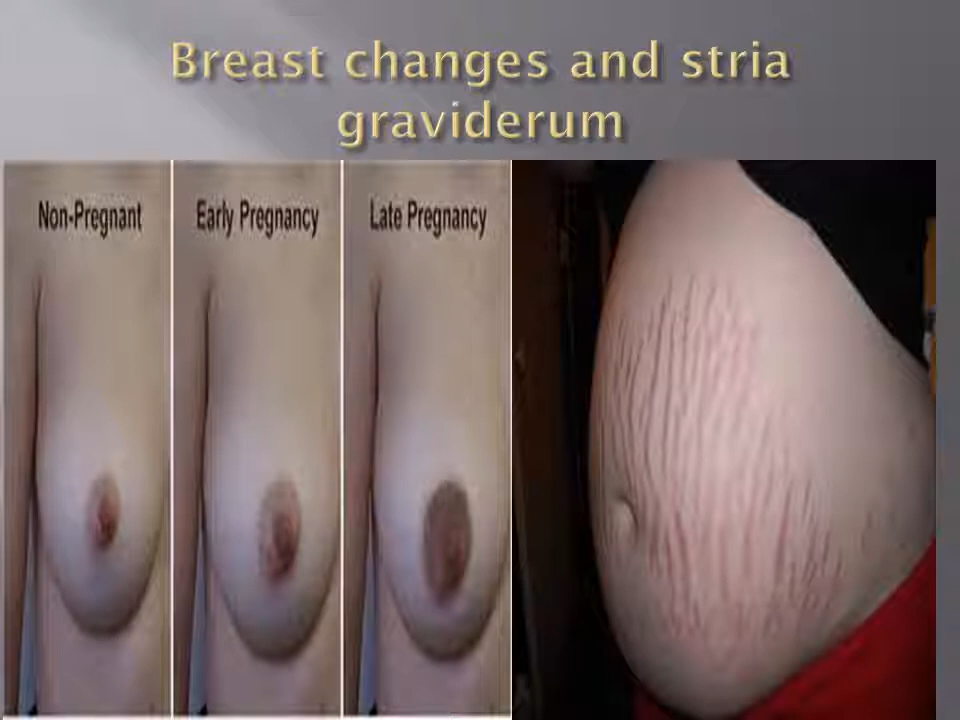 Breast changes and stria
graviderum
Non-Pregnant
Early Pregnancy
Late Pregnancy